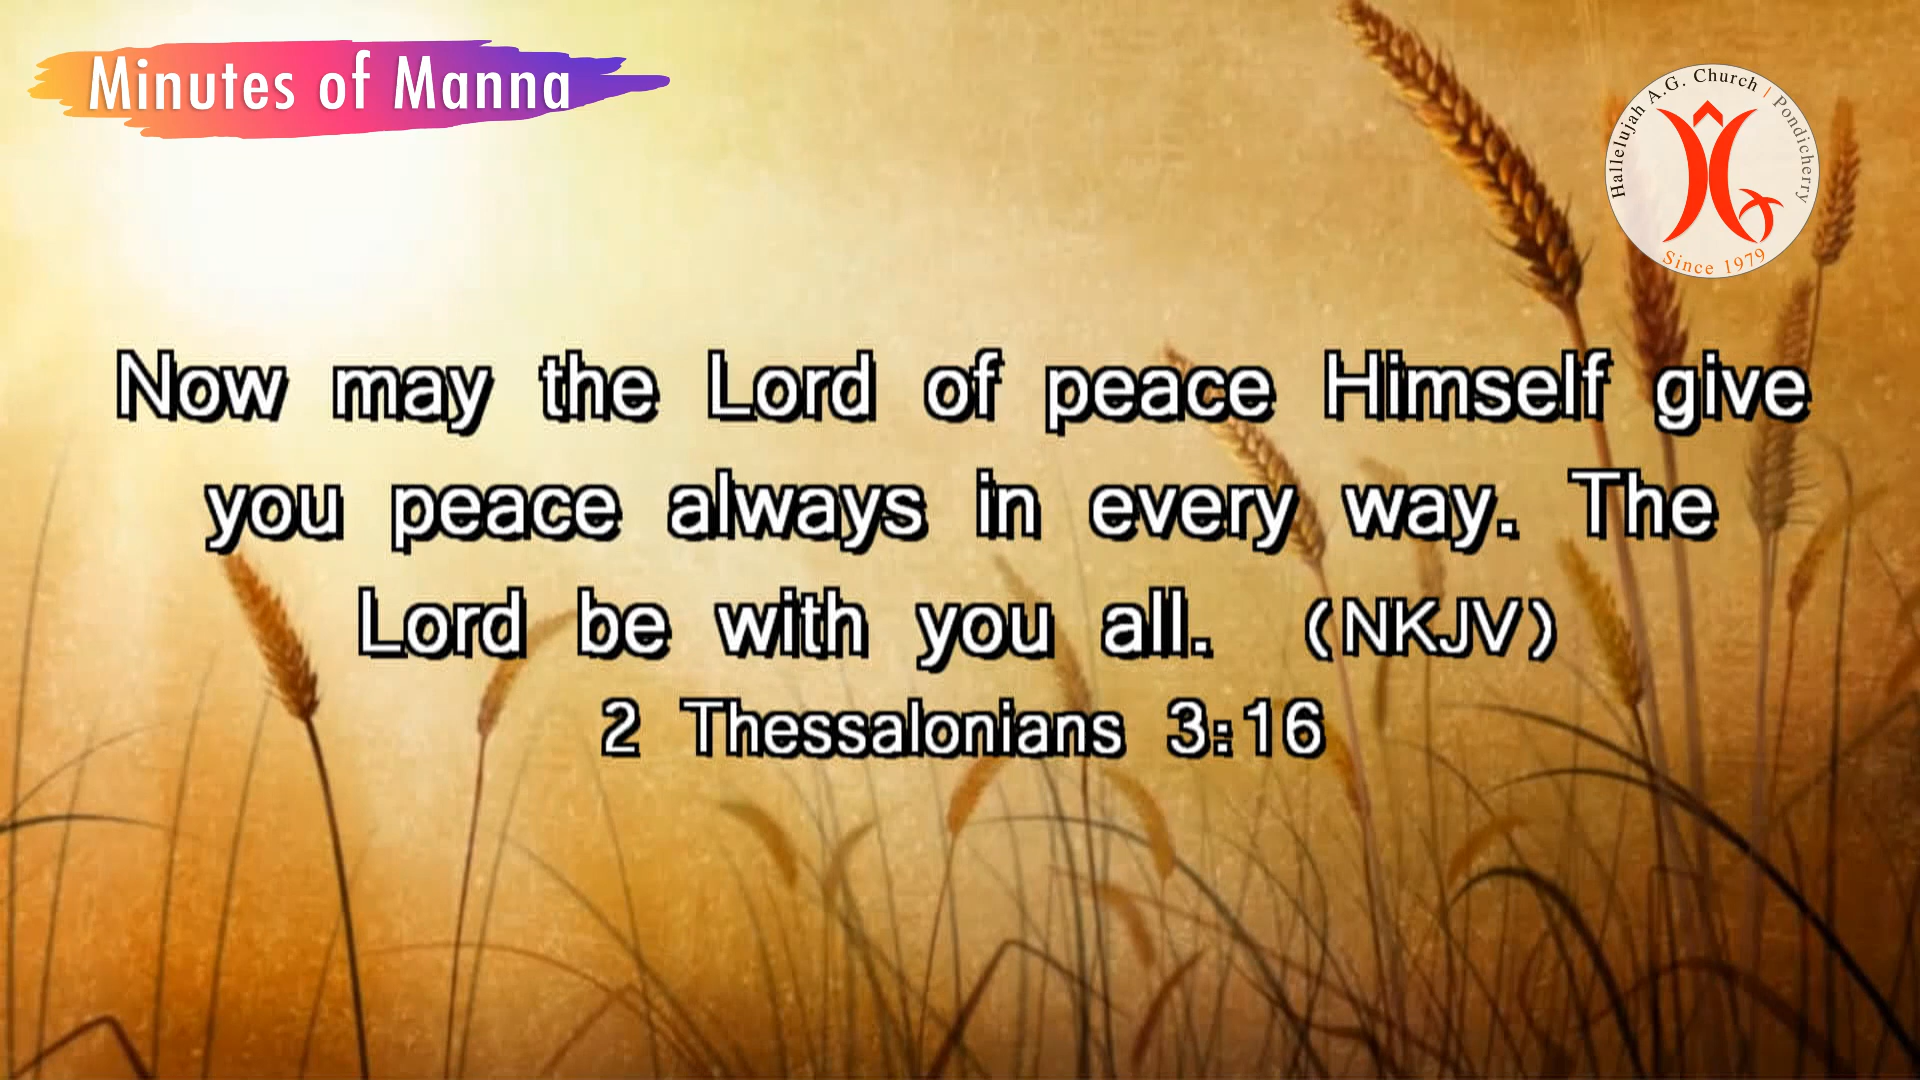 Minutes of Manna
Hallelujah A.G. Church | Pondicherry
Since 1979
Now may the Lord of peace Himself give
you peace always in every way. The
Lord be with you all. (NKJV)
2 Thessalonians 3:16